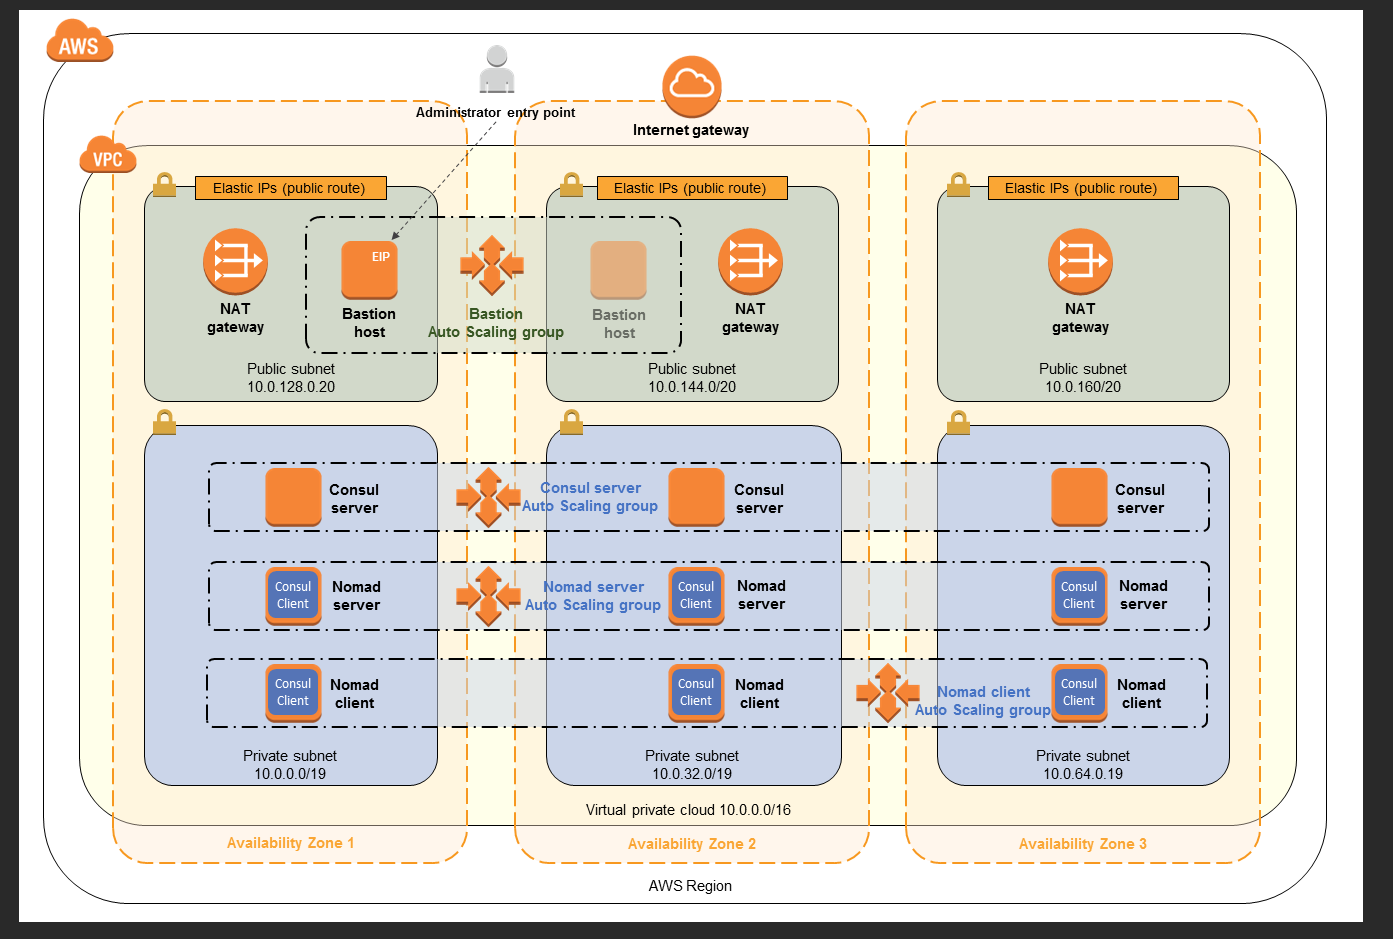 AWS
Administrator entry point
Internet gateway
VPC
Elastic IPs (public route)
Elastic IPs (public route)
Elastic IPs (public route)
EIP
NAT
gateway
Bastion
host
Bastion
Auto Scaling group
Bastion
host
NAT
gateway
NAT
gateway
Public subnet
10.0.128.0.20
Public subnet
10.0.144.0/20
Public subnet
10.0.160/20
Consul
server
Consul server
Auto Scaling group
Consul
server
Consul
server
Consul
Client
Nomad
server
Nomad server
Auto Scaling group
Consul
Client
Nomad
server
Consul
Client
Nomad
server
Consul
Client
Nomad
client
Consul
Client
Nomad
client
Nomad client
Auto Scaling group
Consul
Client
Nomad
client
Private subnet
10.0.0.0/19
Private subnet
10.0.32.0/19
Private subnet
10.0.64.0.19
Virtual private cloud 10.0.0.0/16
Availability Zone 1
Availability Zone 2
Availability Zone 3
AWS Region